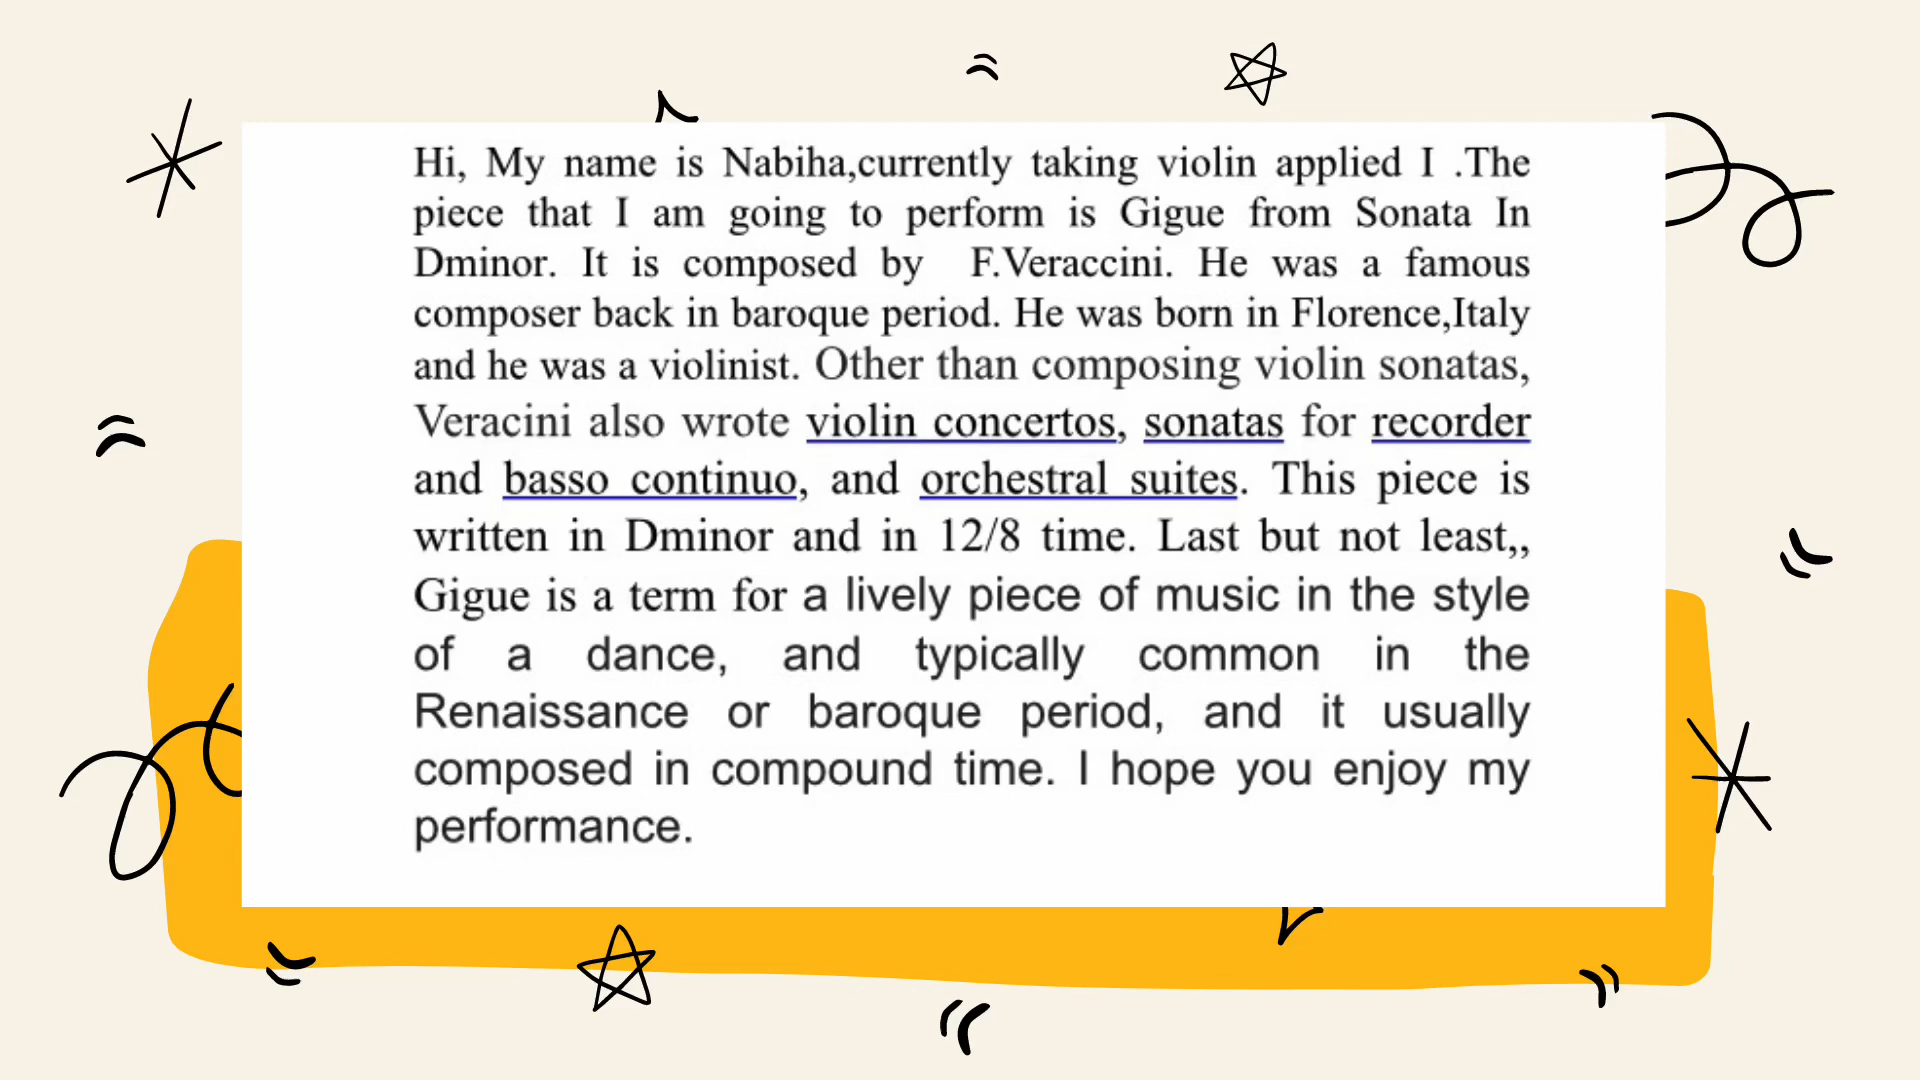 Hi, My name is Nabiha,currently taking violin applied I .The
piece that I am going to perform is Gigue from Sonata In
Dminor. It is composed by F.Veraccini. He was a famous
composer back in baroque period. He was born in Florence,Italy
and he was a violinist. Other than composing violin sonatas,
Veracini also wrote violin concertos, sonatas for recorder
and basso continuo, and orchestral suites. This piece is
written in Dminor and in 12/8 time. Last but not least,,
Gigue is a term for a lively piece of music in the style
of a dance, and typically common in the
Renaissance or baroque period, and it usually
composed in compound time. I hope you enjoy my
performance.